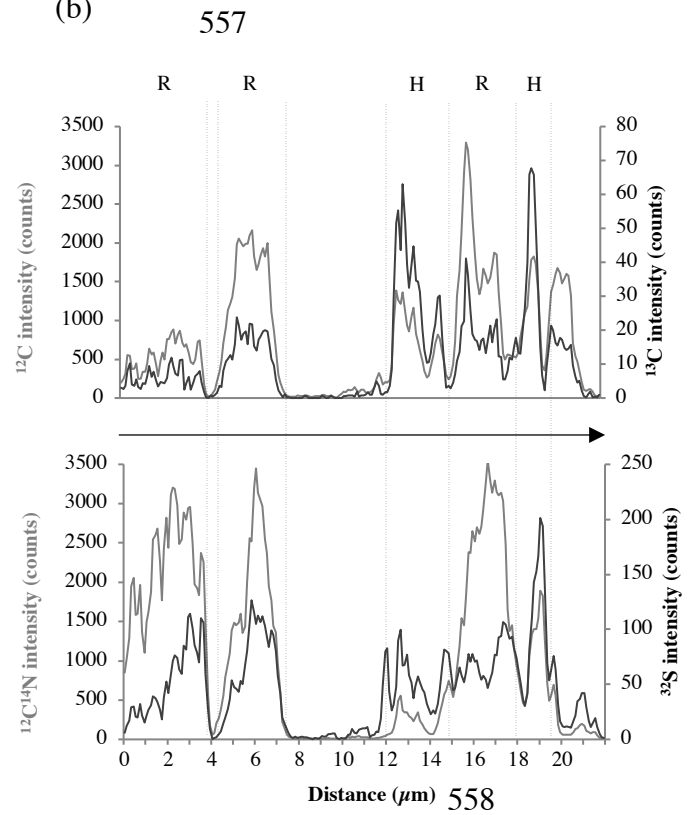 (b)
557
R R H R H
3500 80
3000 70
2500 60
2000 50
1500 40
1000 30
500 20
0 10
0
¹²C intensity (counts)
¹³C intensity (counts)
3500 250
3000 200
2500 150
2000 100
1500 50
1000 0
500
0
¹²C¹⁴N intensity (counts)
³²S intensity (counts)
0 2 4 6 8 10 12 14 16 18 20
Distance (µm) 558